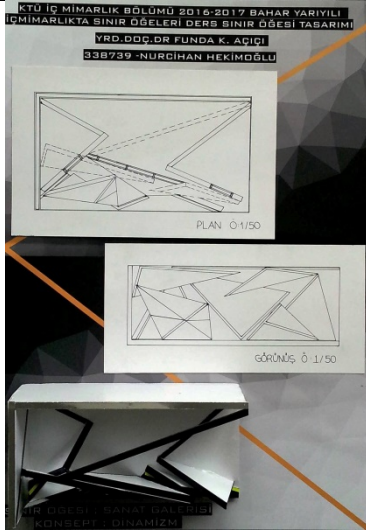 KTÜ İÇ MİMARLIK BÖLÜMÜ 2016-2017 BAHAR YARIYILI
İÇMİMARLIKTA SINIR ÖĞELERİ DERS SINIR ÖĞESİ TASARIMI
YRD.DOÇ.DR FUNDA K. AÇIÇI
338739 -NURCİHAN HEKİMOĞLU
PLAN Ö:1/50
GÖRÜNÜŞ Ö:1/50
SINIR ÖĞESİ : SANAT GALERİSİ
KONSEPT : DİNAMİZM